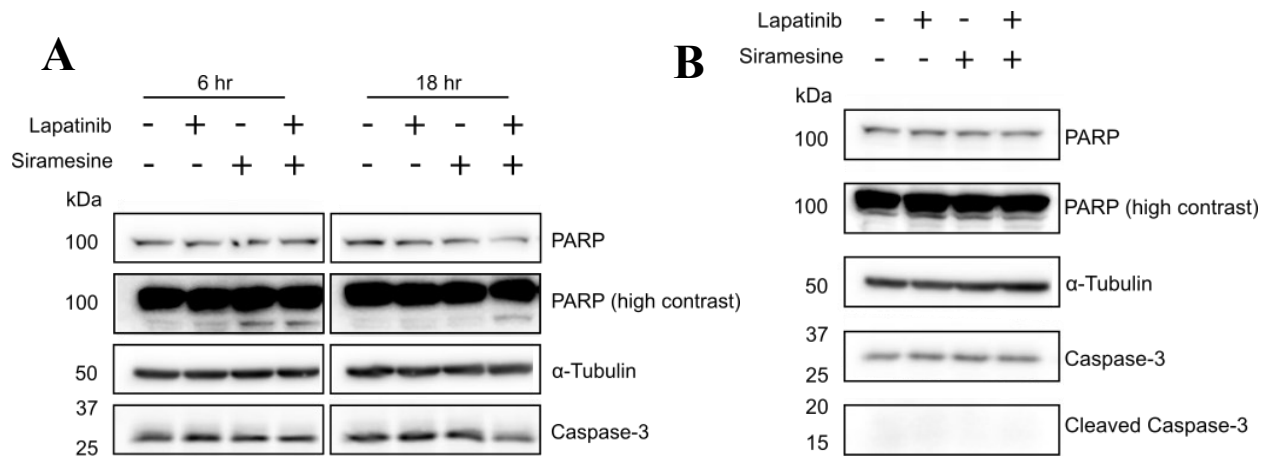 A
6 hr 18 hr
Lapatinib - + - + - + - +
Siramesine - - + + - - + +
kDa
100 PARP
100 PARP (high contrast)
50 α-Tubulin
37
25 Caspase-3
B
Lapatinib - + - +
Siramesine - - + +
kDa
100 PARP
100 PARP (high contrast)
50 α-Tubulin
37
25 Caspase-3
20
15 Cleaved Caspase-3